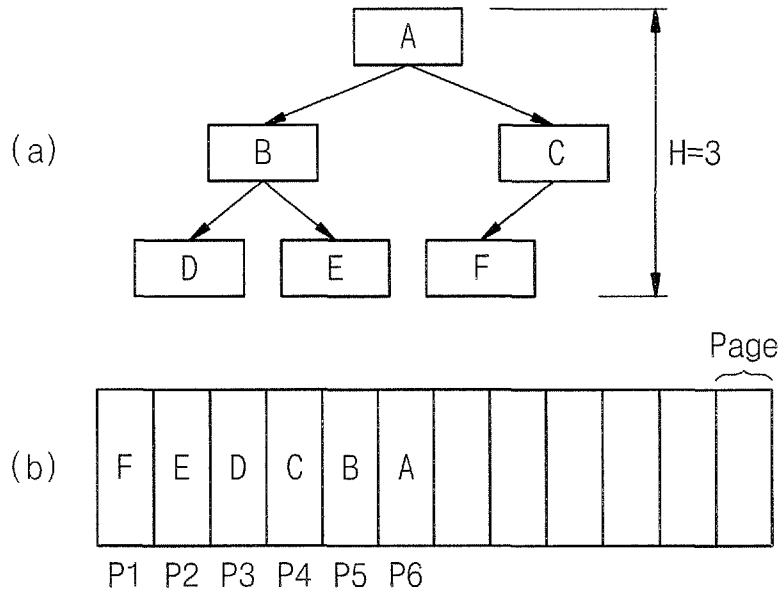 A
(a)
B
C
H=3
D
E
F
Page
(b)
F E D C B A
P1 P2 P3 P4 P5 P6